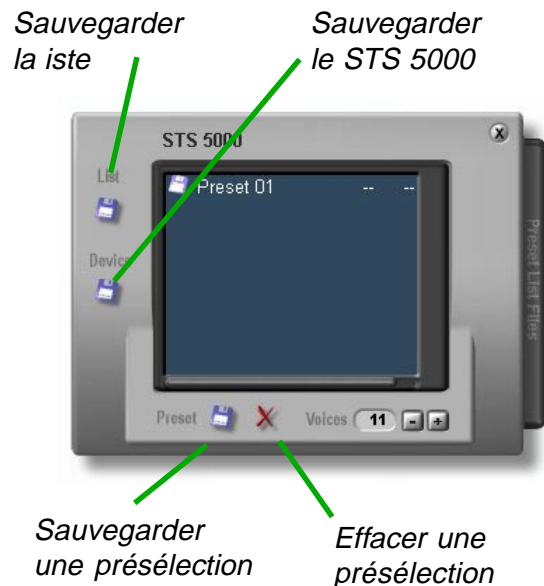 Sauvegarder
la iste
Sauvegarder
le STS 5000
STS 5000
X
List
Preset 01 -- --
Device
Preset List Files
Preset
Voices 11 - +
Sauvegarder
une présélection
Effacer une
présélection